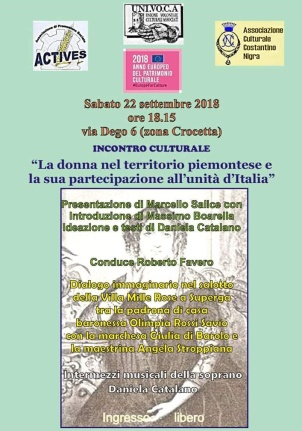 ACTIVES
UNI.VO.C.A
2018
ANNO EUROPEO
DEL PATRIMONIO
CULTURALE
#EuropeForCulture
Associazione
Culturale
Costantino
Nigra
Sabato 22 settembre 2018
ore 18.15
via Dego 6 (zona Crocetta)
INCONTRO CULTURALE
“La donna nel territorio piemontese e
la sua partecipazione all’unità d’Italia”
Presentazione di Marcello Salice con
Introduzione di Massimo Boarella
Ideazione e testi di Daniela Catalano
Conduce Roberto Favero
Dialogo immaginario nel salotto
della Villa Mille Rose a Superga
tra la padrona di casa
baronessa Olimpia Rossi Savio
con la marchesa Giulia di Barolo e
la maestrina Angela Stroppiana
Intermezzi musicali della soprano
Daniela Catalano
Ingresso libero